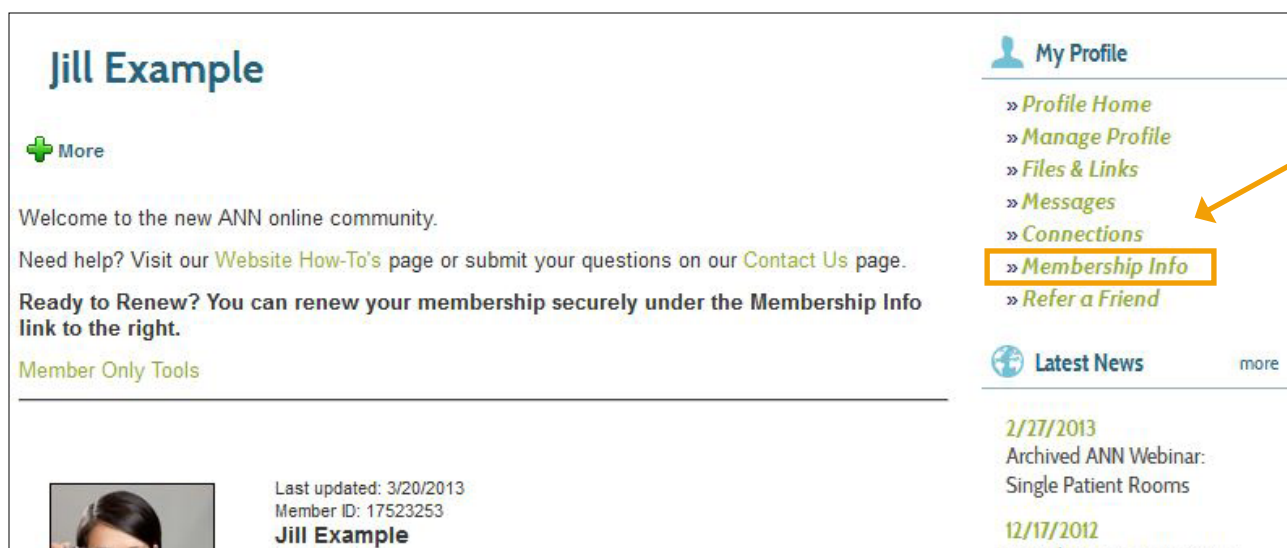 Jill Example
More
Welcome to the new ANN online community.
Need help? Visit our Website How-To's page or submit your questions on our Contact Us page.
Ready to Renew? You can renew your membership securely under the Membership Info
link to the right.
Member Only Tools
Last updated: 3/20/2013
Member ID: 17523253
Jill Example
My Profile
» Profile Home
» Manage Profile
» Files & Links
» Messages
» Connections
» Membership Info
» Refer a Friend
Latest News more
2/27/2013
Archived ANN Webinar:
Single Patient Rooms
12/17/2012